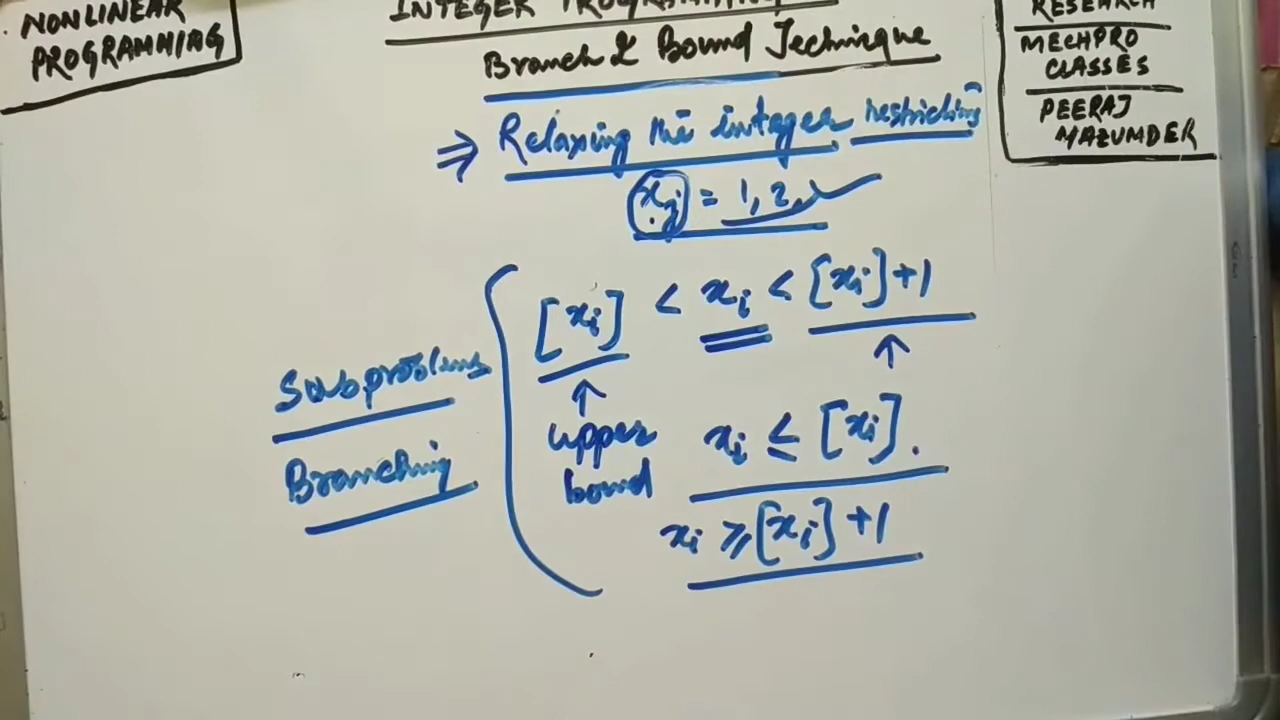 NONLINEAR
PROGRAMMING
INTEGER PROGRAMMING
Branch & Bound Technique
⇒ Relaxing the integer restriction
xj = 1, 2,
[xi] < xi < [xi]+1
↑ ↑
upper
bound
xi ≤ [xi].
xi ≥ [xi]+1
Subproblems
Branching
RESEARCH
MECHPRO
CLASSES
PEERAJ
MAZUMDER